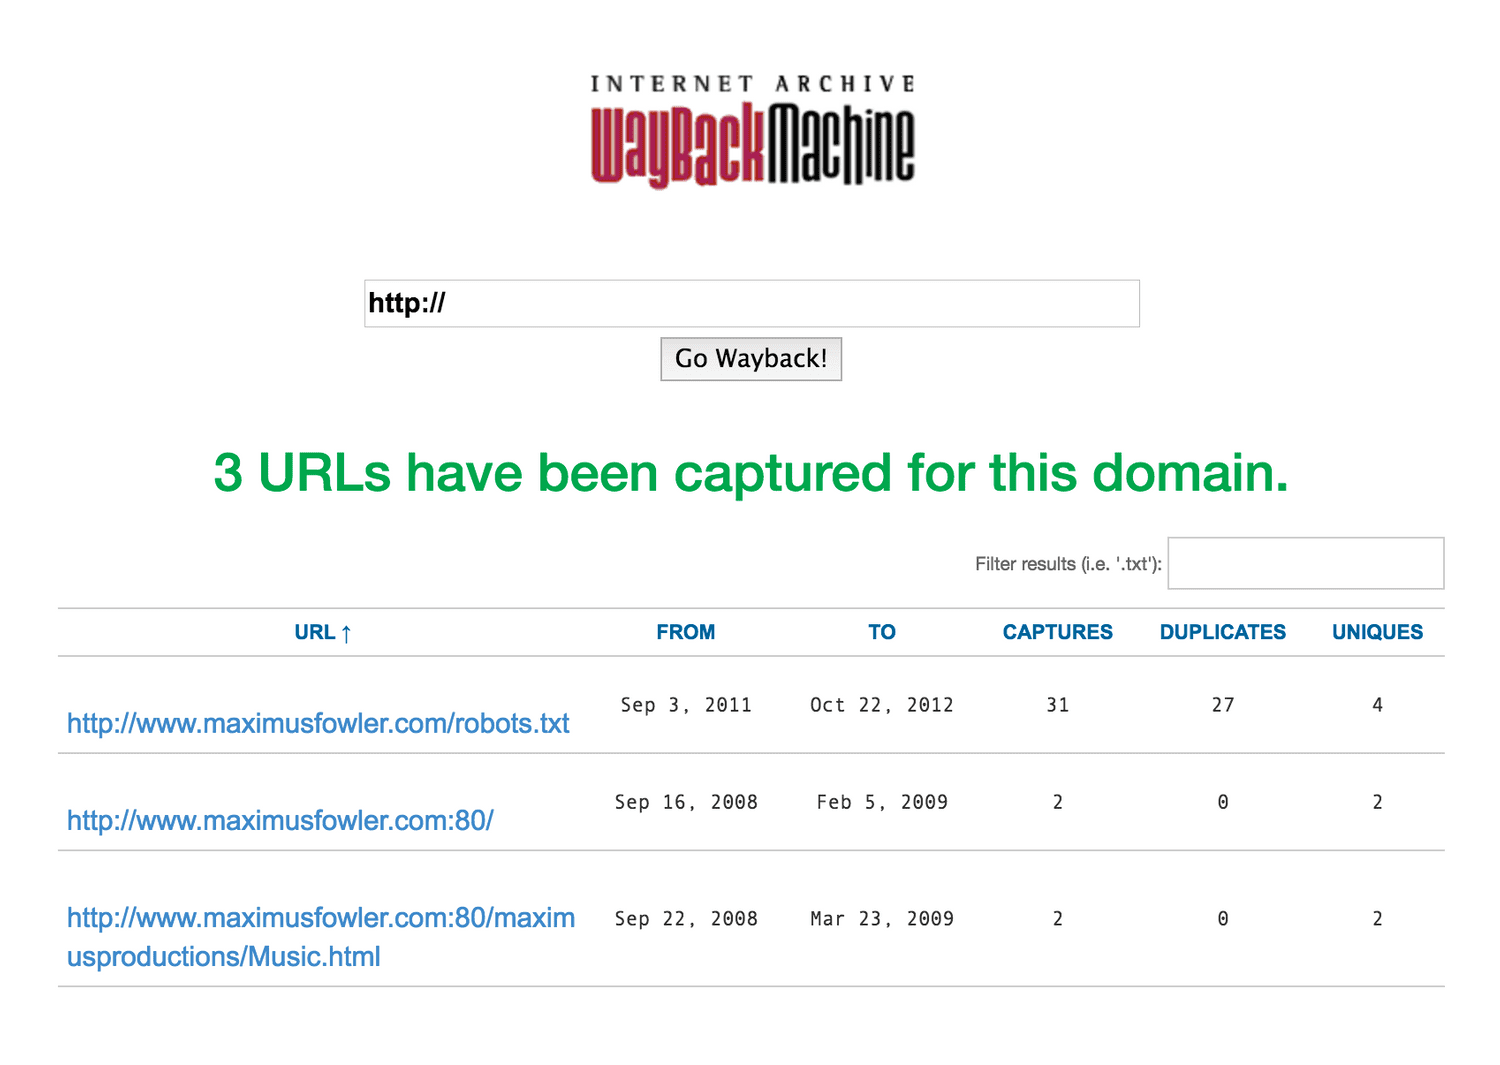 INTERNET ARCHIVE
WayBackMachine
http://
Go Wayback!
3 URLs have been captured for this domain.
Filter results (i.e. '.txt'):
URL ↑ FROM TO CAPTURES DUPLICATES UNIQUES
http://www.maximusfowler.com/robots.txt Sep 3, 2011 Oct 22, 2012 31 27 4
http://www.maximusfowler.com:80/ Sep 16, 2008 Feb 5, 2009 2 0 2
http://www.maximusfowler.com:80/maxim Sep 22, 2008 Mar 23, 2009 2 0 2
usproductions/Music.html